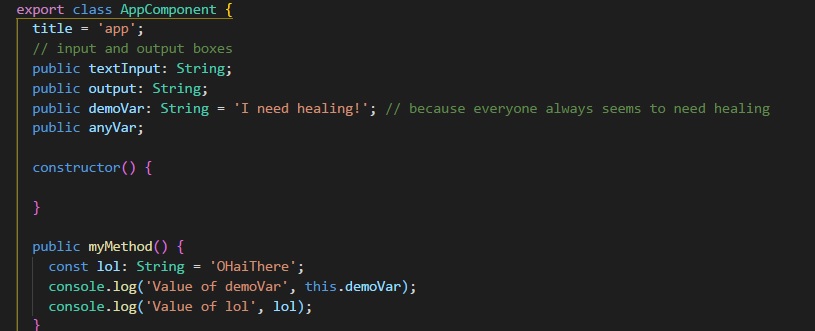 export class AppComponent {
title = 'app';
// input and output boxes
public textInput: String;
public output: String;
public demoVar: String = 'I need healing!'; // because everyone always seems to need healing
public anyVar;
constructor() {
}
public myMethod() {
const lol: String = 'OHaiThere';
console.log('Value of demoVar', this.demoVar);
console.log('Value of lol', lol);
}